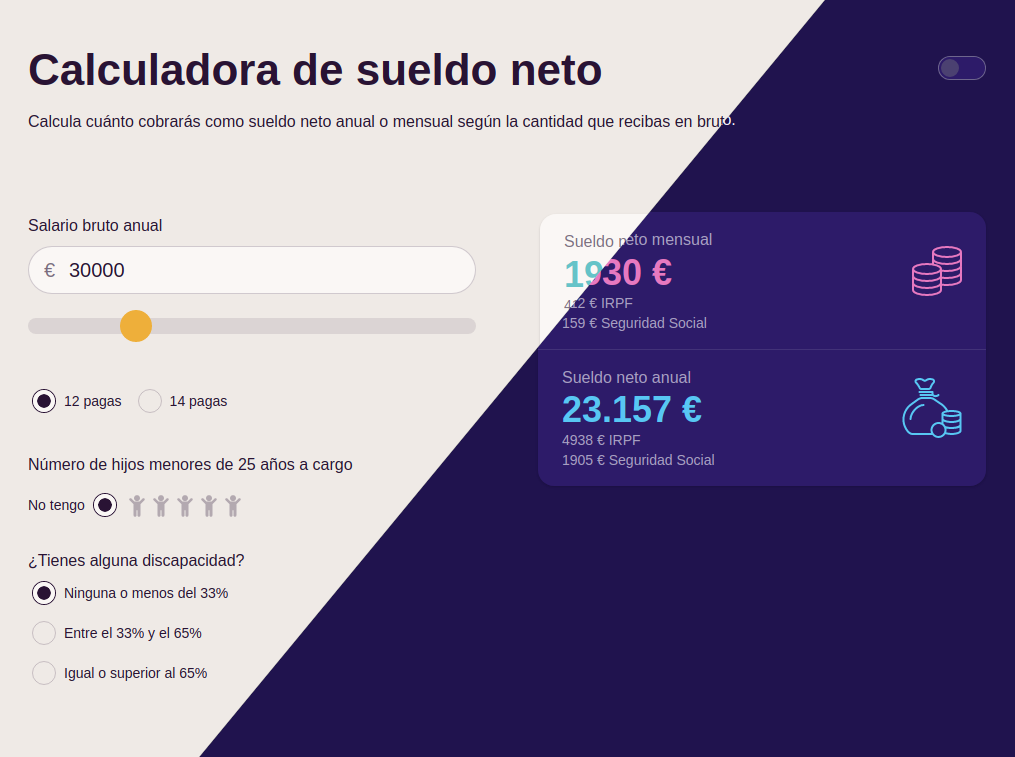 Calculadora de sueldo neto
Calcula cuánto cobrarás como sueldo neto anual o mensual según la cantidad que recibas en bruto.
Salario bruto anual
€ 30000
12 pagas 14 pagas
Número de hijos menores de 25 años a cargo
No tengo
¿Tienes alguna discapacidad?
Ninguna o menos del 33%
Entre el 33% y el 65%
Igual o superior al 65%
Sueldo neto mensual
1930 €
412 € IRPF
159 € Seguridad Social
Sueldo neto anual
23.157 €
4938 € IRPF
1905 € Seguridad Social